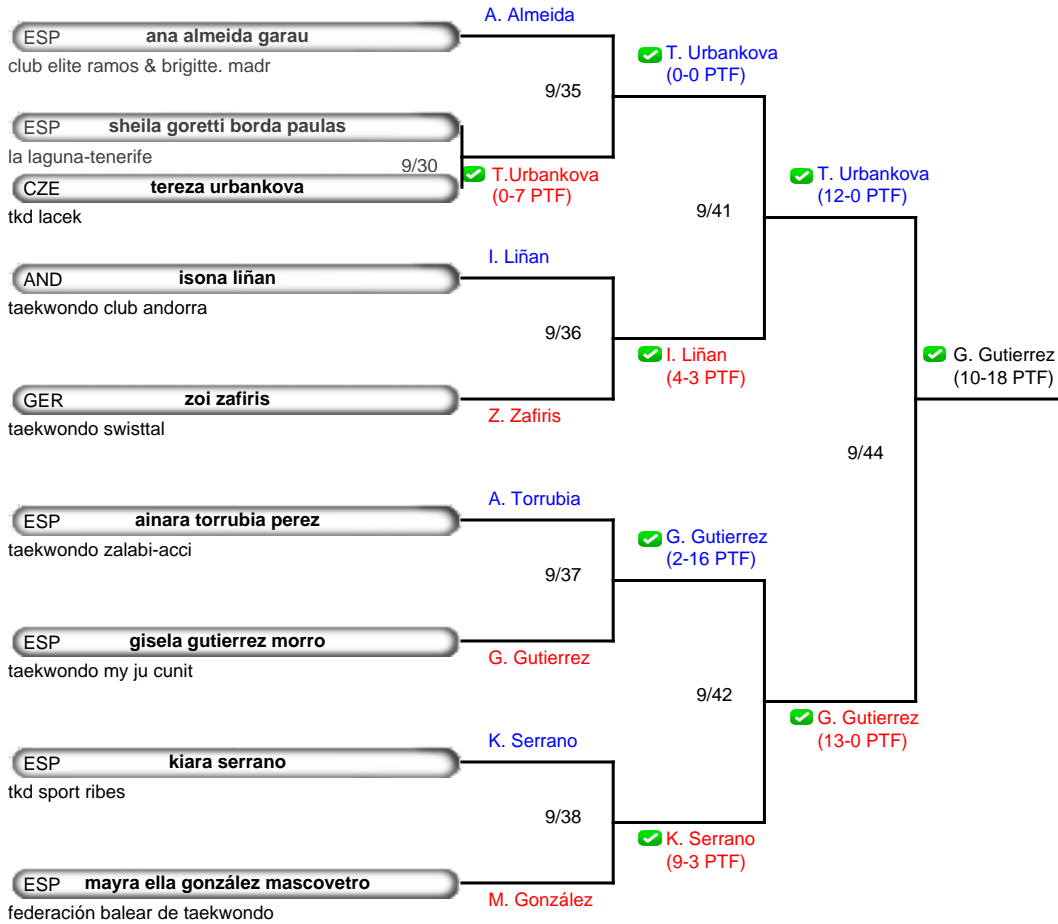 A. Almeida
ESP ana almeida garau
club elite ramos & brigitte. madr
T. Urbankova
(0-0 PTF)
9/35
ESP sheila goretti borda paulas
la laguna-tenerife
9/30
T.Urbankova
(0-7 PTF)
CZE tereza urbankova
tkd lacek
T. Urbankova
(12-0 PTF)
9/41
I. Liñan
AND isona liñan
taekwondo club andorra
9/36
I. Liñan
(4-3 PTF)
G. Gutierrez
(10-18 PTF)
GER zoi zafiris
taekwondo swisttal
Z. Zafiris
9/44
A. Torrubia
ESP ainara torrubia perez
taekwondo zalabi-acci
G. Gutierrez
(2-16 PTF)
9/37
ESP gisela gutierrez morro
taekwondo my ju cunit
G. Gutierrez
9/42
G. Gutierrez
(13-0 PTF)
K. Serrano
ESP kiara serrano
tkd sport ribes
9/38
K. Serrano
(9-3 PTF)
ESP mayra ella gonzález mascovetro
federación balear de taekwondo
M. González